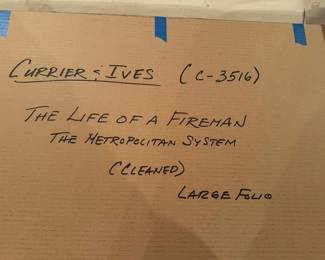 CURRIER & IVES (C-3516)
THE LIFE OF A FIREMAN
THE METROPOLITAN SYSTEM
(CLEANED)
LARGE FOLIO